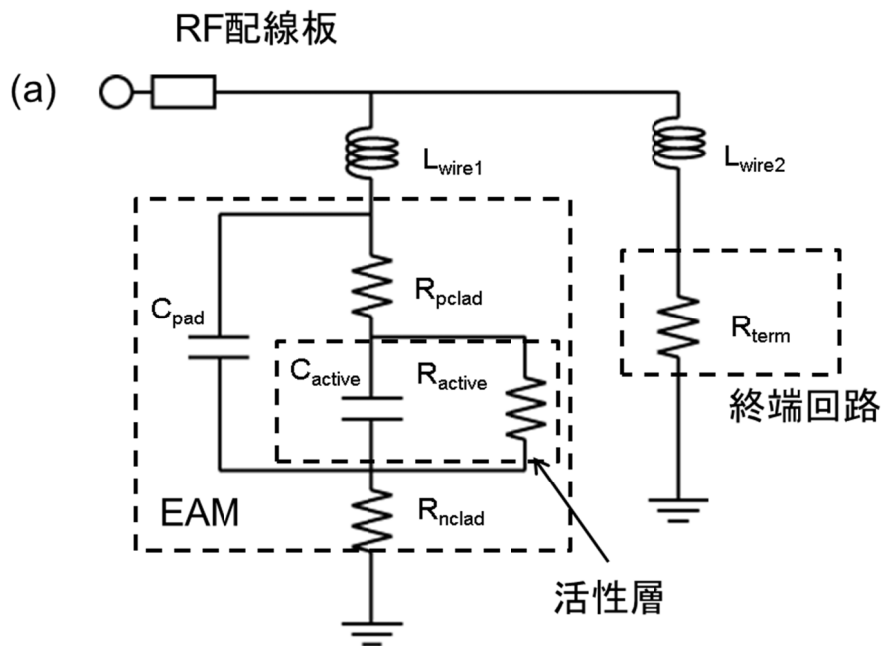 RF配線板
(a)
Lwire1
Lwire2
Rpclad
Cpad
Rterm
Cactive
Ractive
終端回路
EAM
Rnclad
活性層